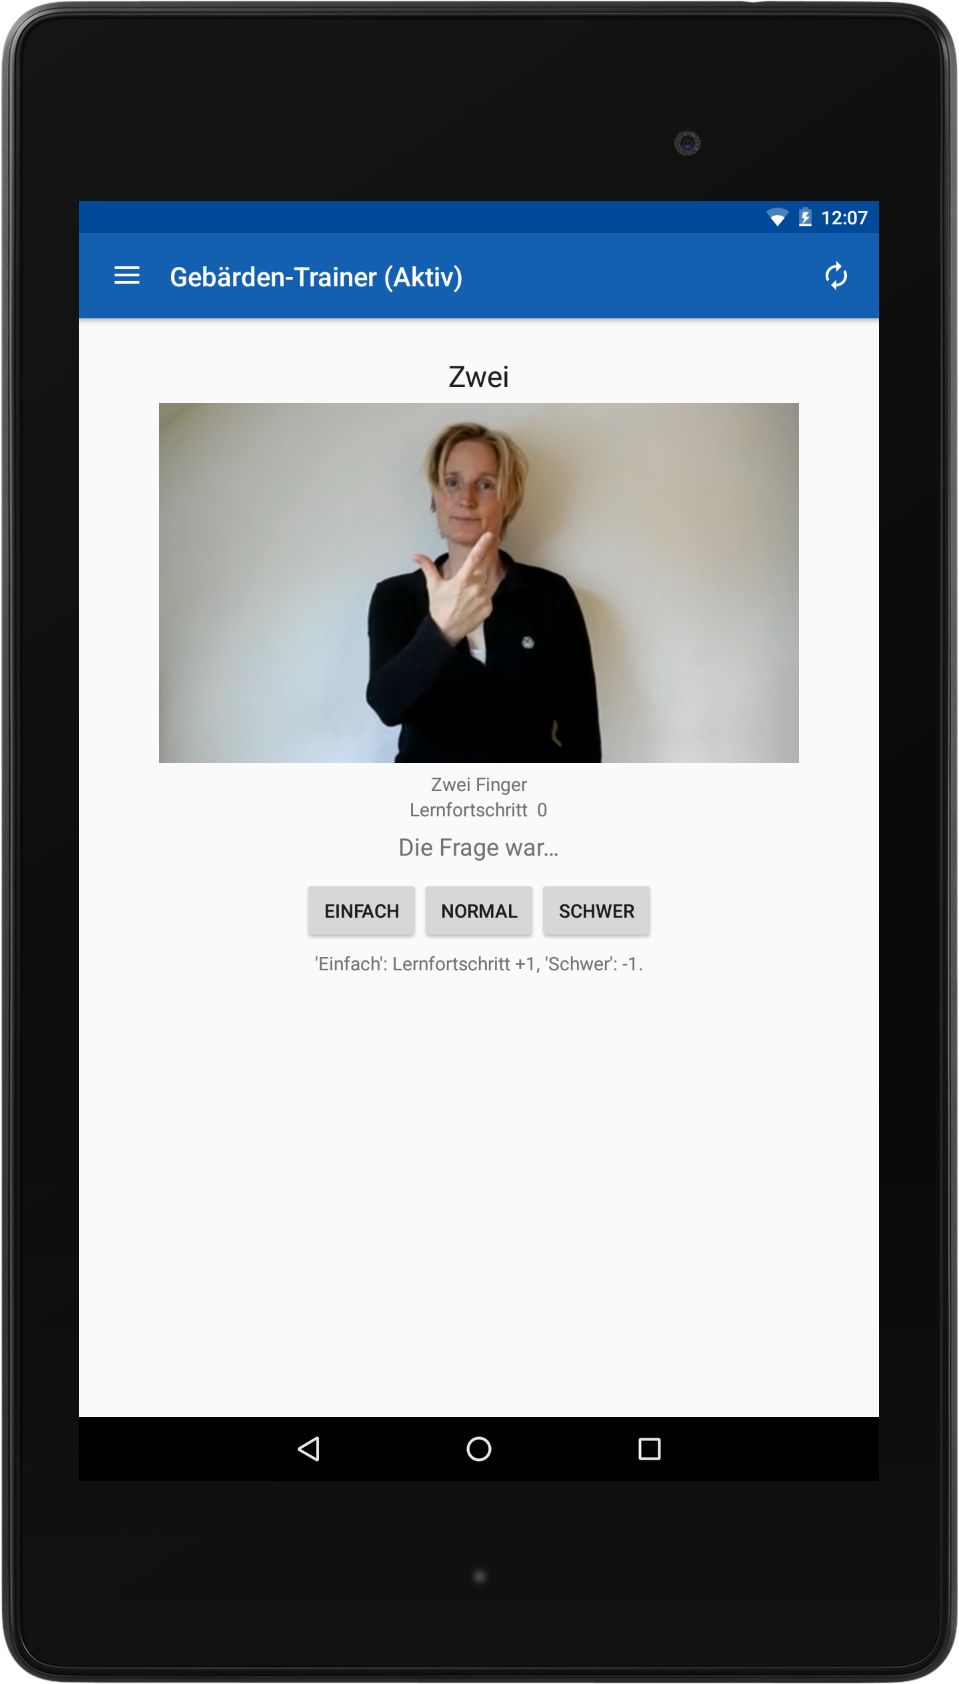 12:07
Gebärden-Trainer (Aktiv)
Zwei
Zwei Finger
Lernfortschritt 0
Die Frage war...
EINFACH NORMAL SCHWER
'Einfach': Lernfortschritt +1, 'Schwer': -1.